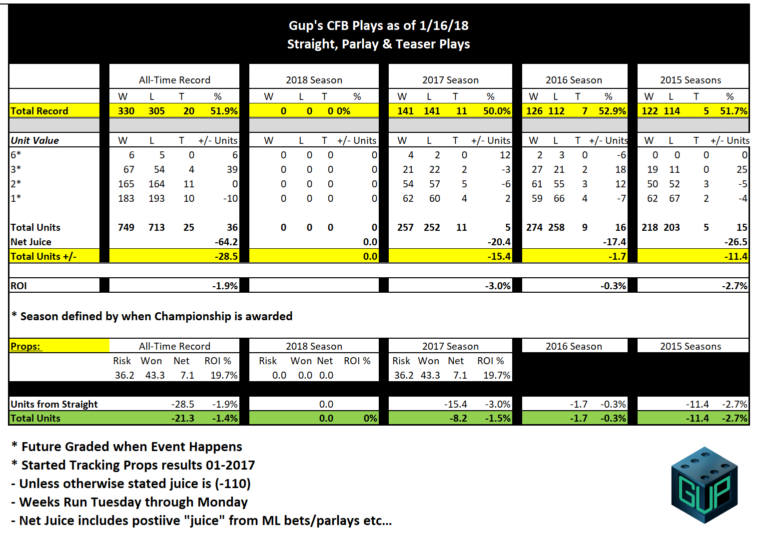 Gup's CFB Plays as of 1/16/18
Straight, Parlay & Teaser Plays
All-Time Record 2018 Season 2017 Season 2016 Season 2015 Seasons
W L T % W L T % W L T % W L T % W L T %
Total Record 330 305 20 51.9% 0 0 0 0% 141 141 11 50.0% 126 112 7 52.9% 122 114 5 51.7%
Unit Value W L T +/- Units W L T +/- Units W L T +/- Units W L T +/- Units W L T +/- Units
6* 6 5 0 6 0 0 0 0 4 2 0 12 2 3 0 -6 0 0 0 0
3* 67 54 4 39 0 0 0 0 21 22 2 -3 27 21 2 18 19 11 0 25
2* 165 164 11 0 0 0 0 0 54 57 5 -6 61 55 3 12 50 52 3 -5
1* 183 193 10 -10 0 0 0 0 62 60 4 2 59 66 4 -7 62 67 2 -4
Total Units 749 713 25 36 0 0 0 0 257 252 11 5 274 258 9 16 218 203 5 15
Net Juice -64.2 0.0 -20.4 -17.4 -26.5
Total Units +/- -28.5 0.0 -15.4 -1.7 -11.4
ROI -1.9% -3.0% -0.3% -2.7%
* Season defined by when Championship is awarded
Props: All-Time Record 2018 Season 2017 Season 2016 Season 2015 Seasons
Risk Won Net ROI % Risk Won Net ROI % Risk Won Net ROI %
36.2 43.3 7.1 19.7% 0.0 0.0 0.0 36.2 43.3 7.1 19.7%
Units from Straight -28.5 -1.9% 0.0 -15.4 -3.0% -1.7 -0.3% -11.4 -2.7%
Total Units -21.3 -1.4% 0.0 0% -8.2 -1.5% -1.7 -0.3% -11.4 -2.7%
* Future Graded when Event Happens
* Started Tracking Props results 01-2017
- Unless otherwise stated juice is (-110)
- Weeks Run Tuesday through Monday
- Net Juice includes postiive "juice" from ML bets/parlays etc...
GUP